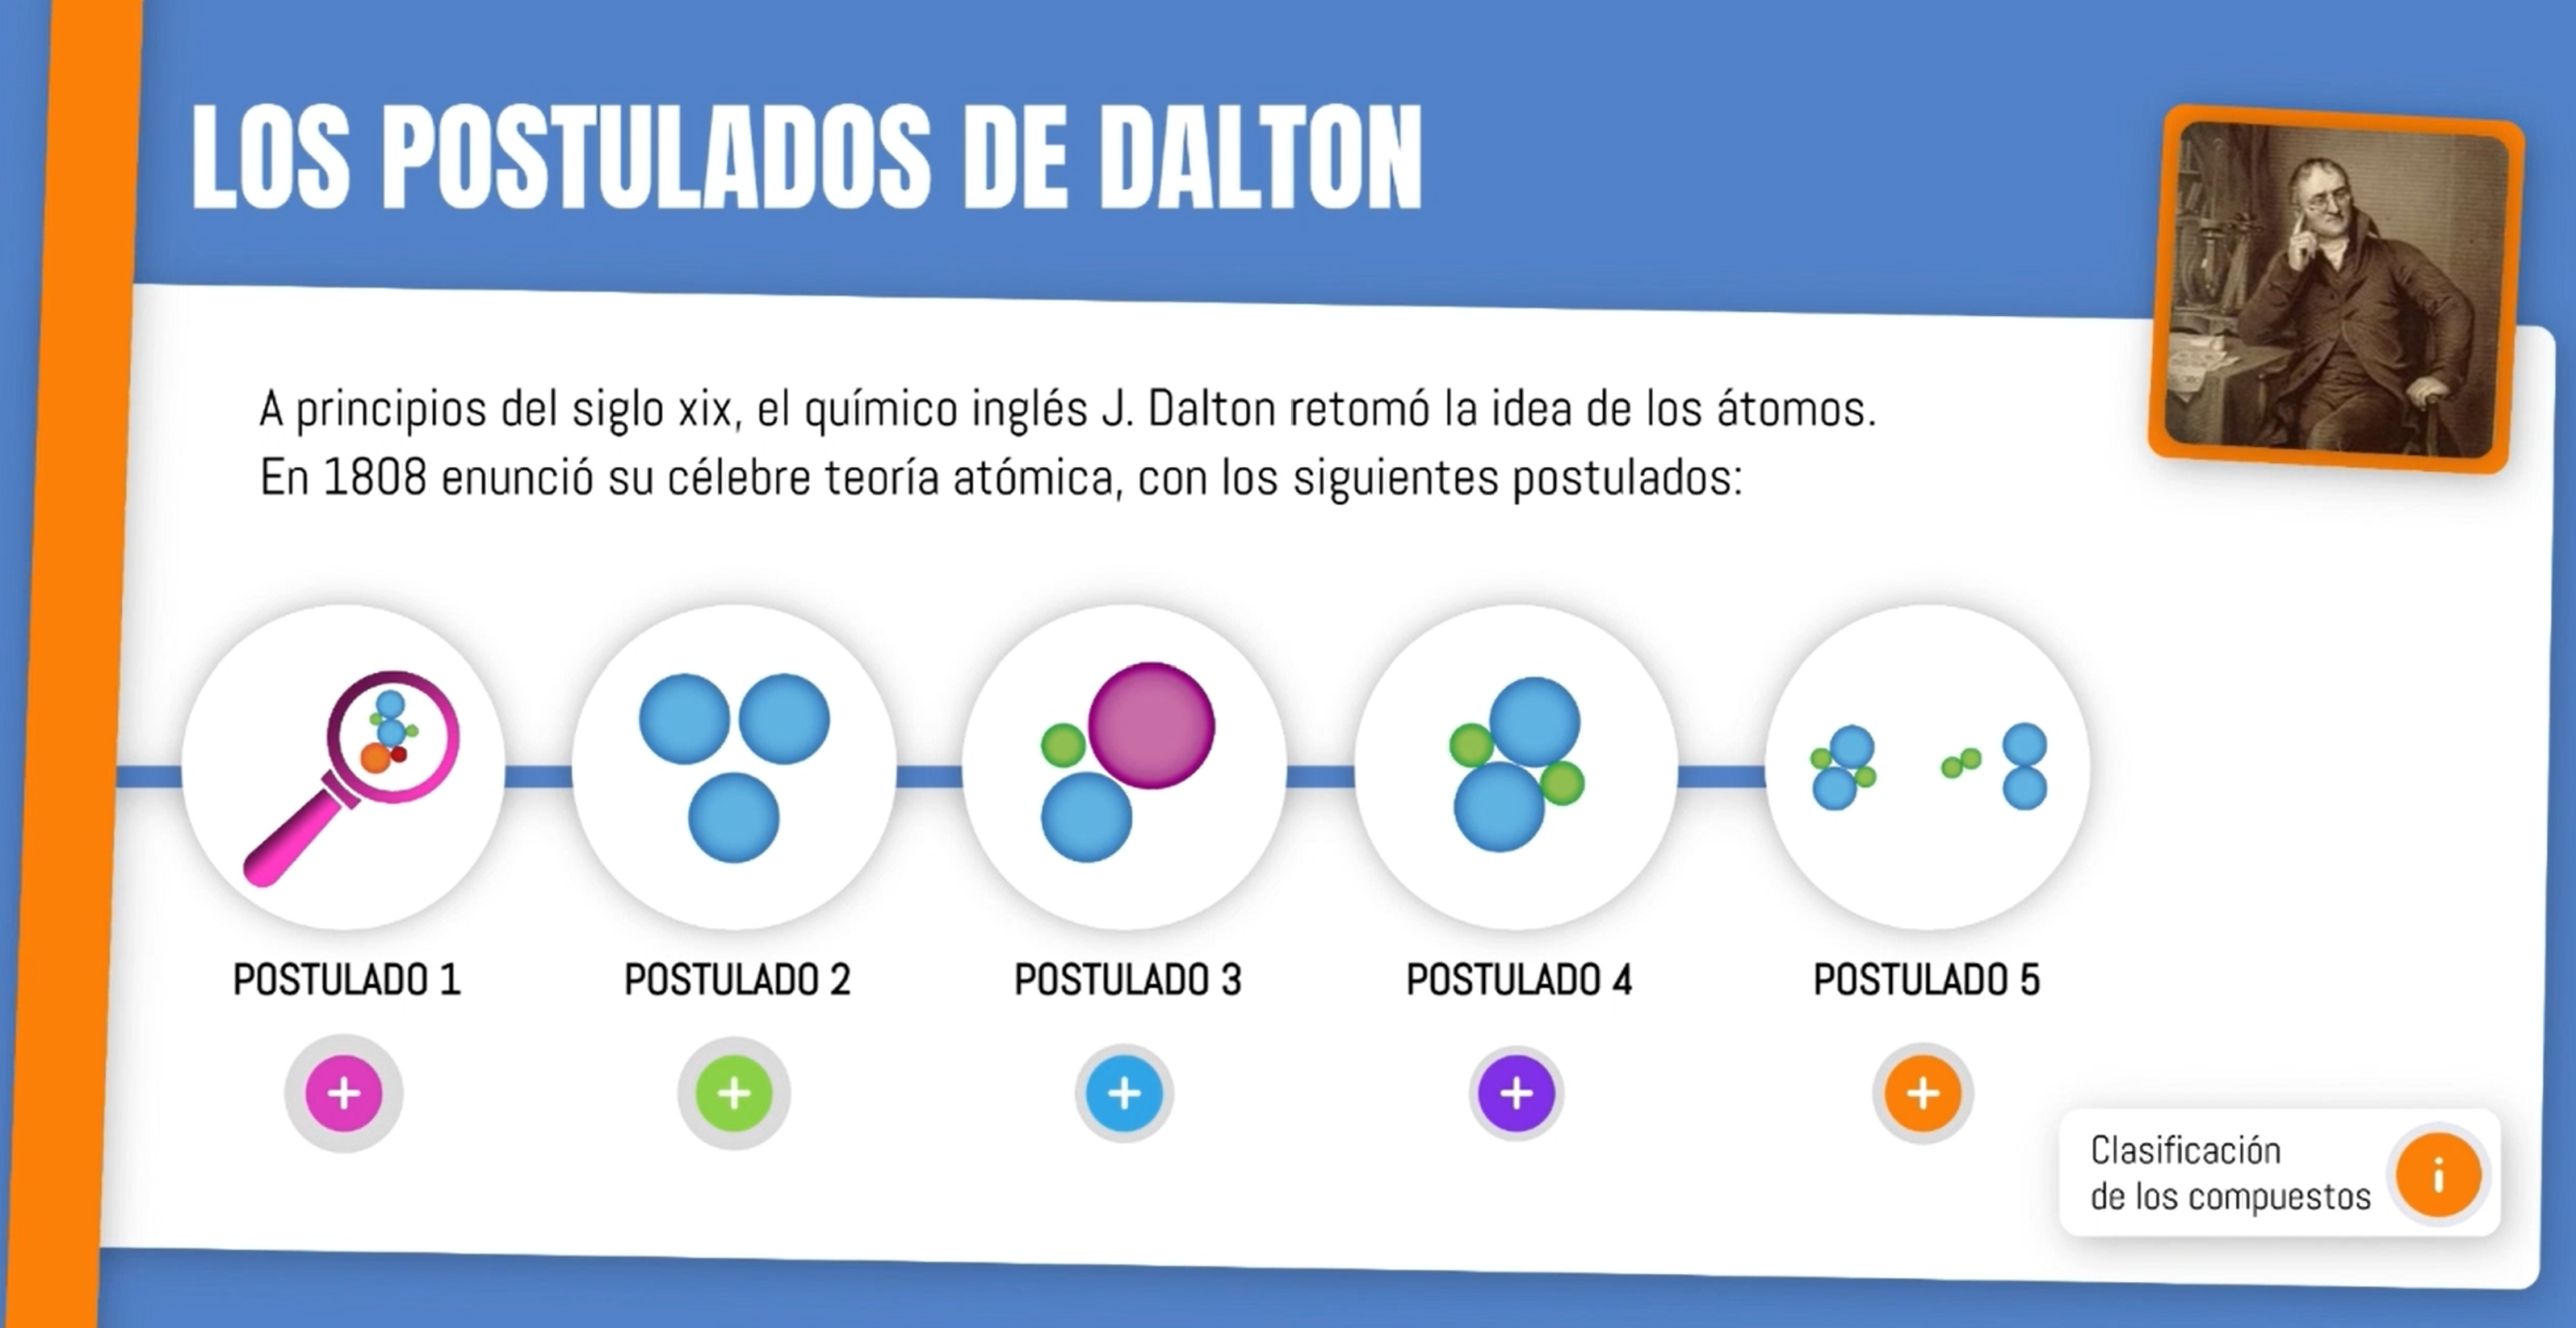 LOS POSTULADOS DE DALTON
A principios del siglo xix, el químico inglés J. Dalton retomó la idea de los átomos.
En 1808 enunció su célebre teoría atómica, con los siguientes postulados:
POSTULADO 1
POSTULADO 2
POSTULADO 3
POSTULADO 4
POSTULADO 5
+
+
+
+
+
Clasificación
de los compuestos
i